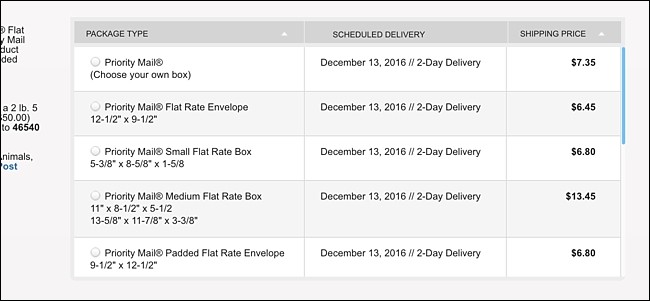 ® Flat
y Mail
duct
ded
a 2 lb. 5
$50.00)
to 46540
Animals,
Post
PACKAGE TYPE SCHEDULED DELIVERY SHIPPING PRICE
Priority Mail® December 13, 2016 // 2-Day Delivery $7.35
(Choose your own box)
Priority Mail® Flat Rate Envelope December 13, 2016 // 2-Day Delivery $6.45
12-1/2" x 9-1/2"
Priority Mail® Small Flat Rate Box December 13, 2016 // 2-Day Delivery $6.80
5-3/8" x 8-5/8" x 1-5/8
Priority Mail® Medium Flat Rate Box December 13, 2016 // 2-Day Delivery $13.45
11" x 8-1/2" x 5-1/2
13-5/8" x 11-7/8" x 3-3/8"
Priority Mail® Padded Flat Rate Envelope December 13, 2016 // 2-Day Delivery $6.80
9-1/2" x 12-1/2"